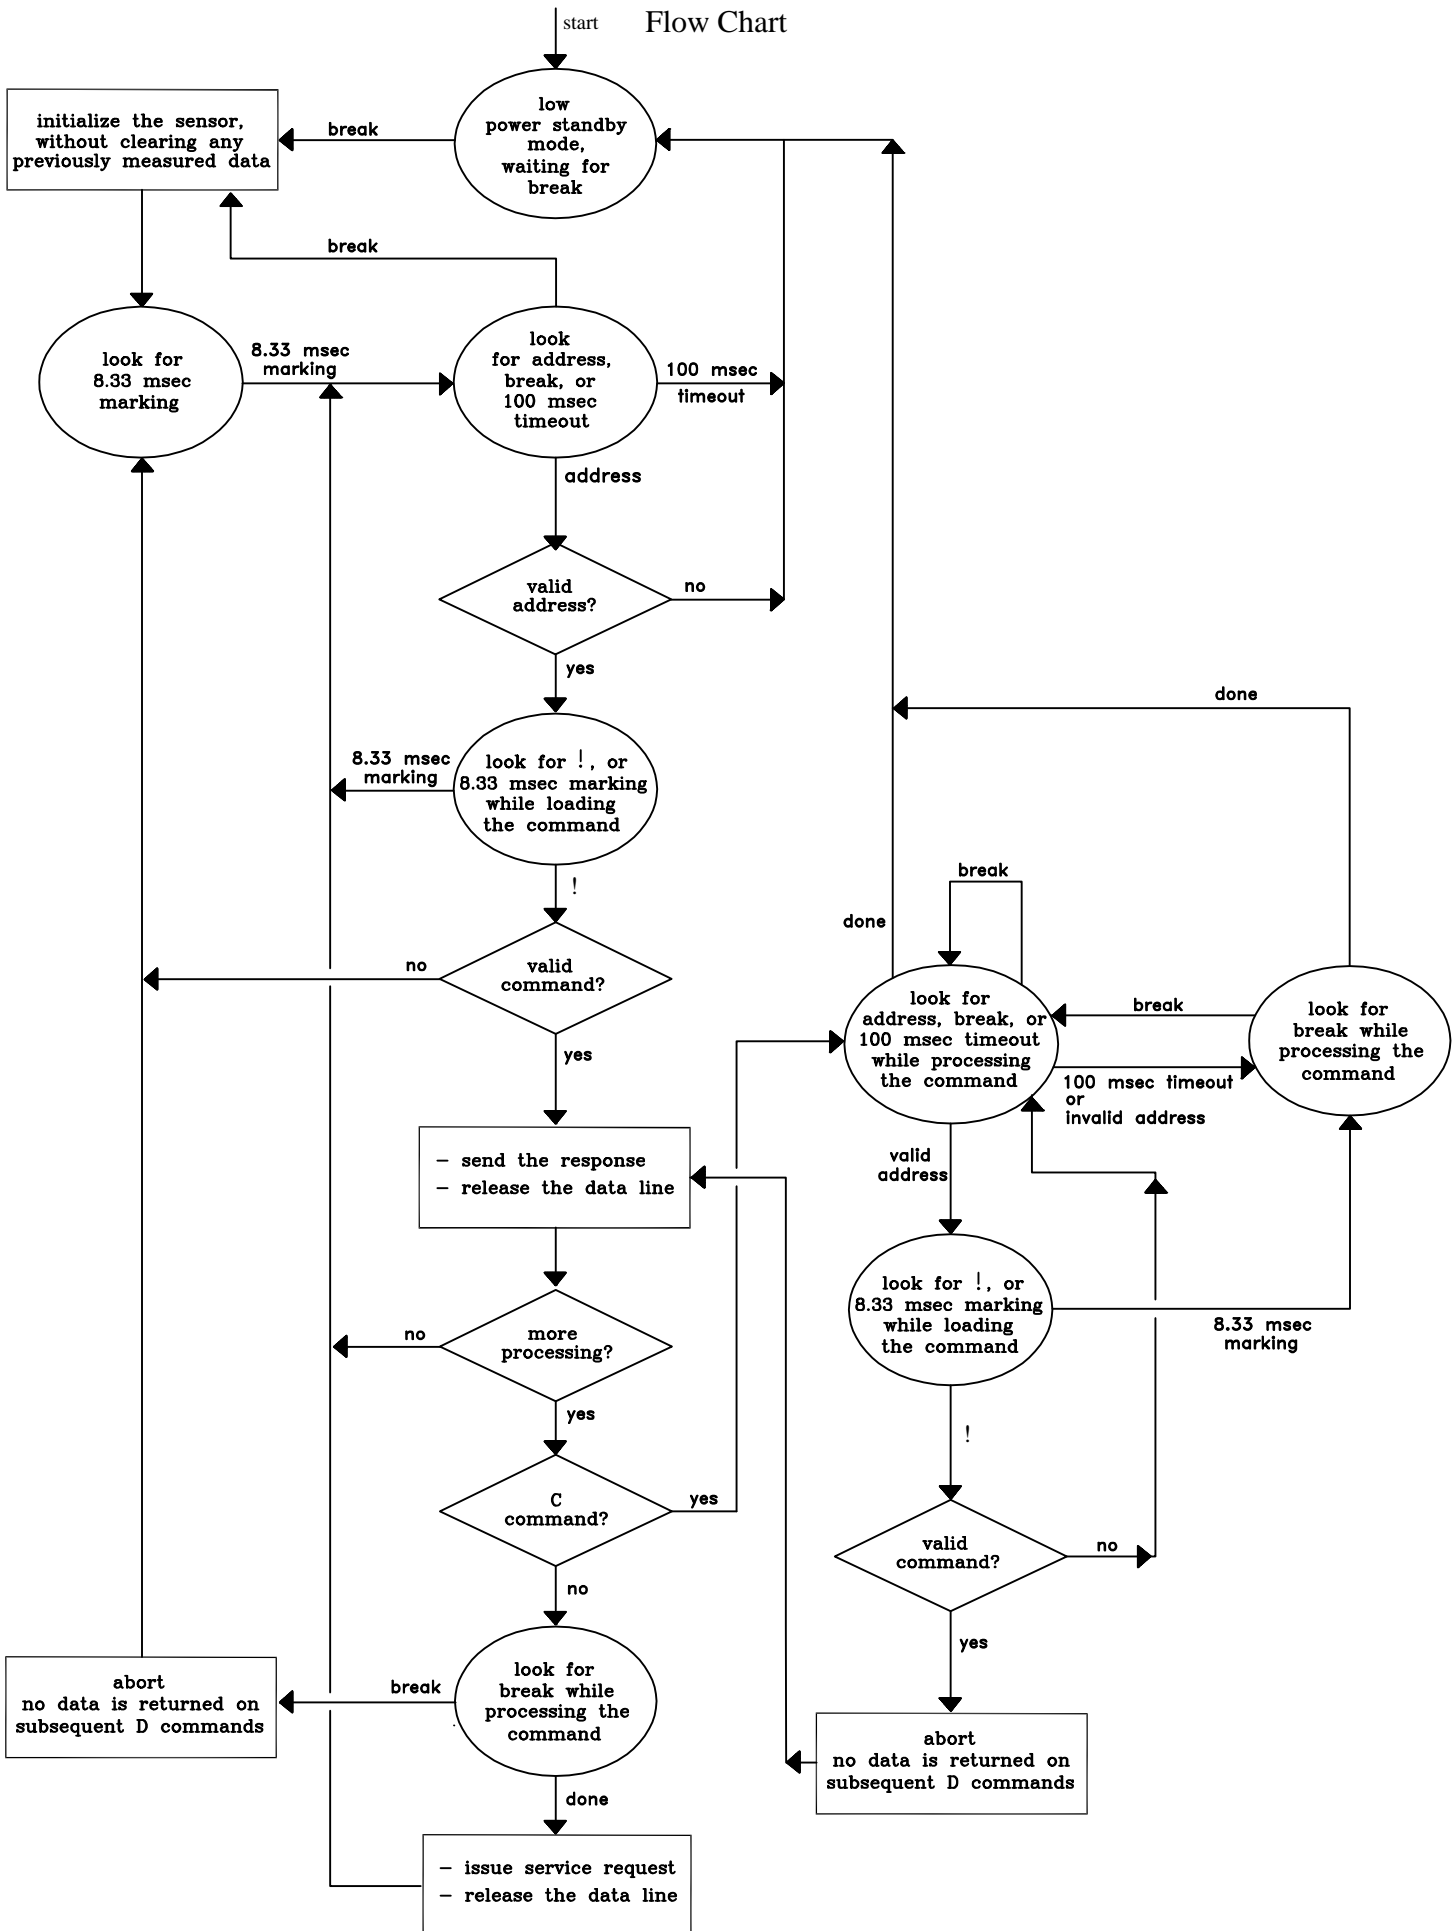 start
Flow Chart
low
power standby
mode,
waiting for
break
break
initialize the sensor,
without clearing any
previously measured data
break
look for
8.33 msec
marking
8.33 msec
marking
look
for address,
break, or
100 msec
timeout
100 msec
timeout
address
valid
address?
no
yes
8.33 msec
marking
look for !, or
8.33 msec marking
while loading
the command
!
no
valid
command?
yes
– send the response
– release the data line
no
more
processing?
yes
C
command?
yes
no
break
look for
break while
processing the
command
abort
no data is returned on
subsequent D commands
done
– issue service request
– release the data line
done
done
break
look for
address, break, or
100 msec timeout
while processing
the command
break
look for
break while
processing the
command
100 msec timeout
or
invalid address
valid
address
look for !, or
8.33 msec marking
while loading
the command
8.33 msec
marking
!
valid
command?
no
yes
abort
no data is returned on
subsequent D commands